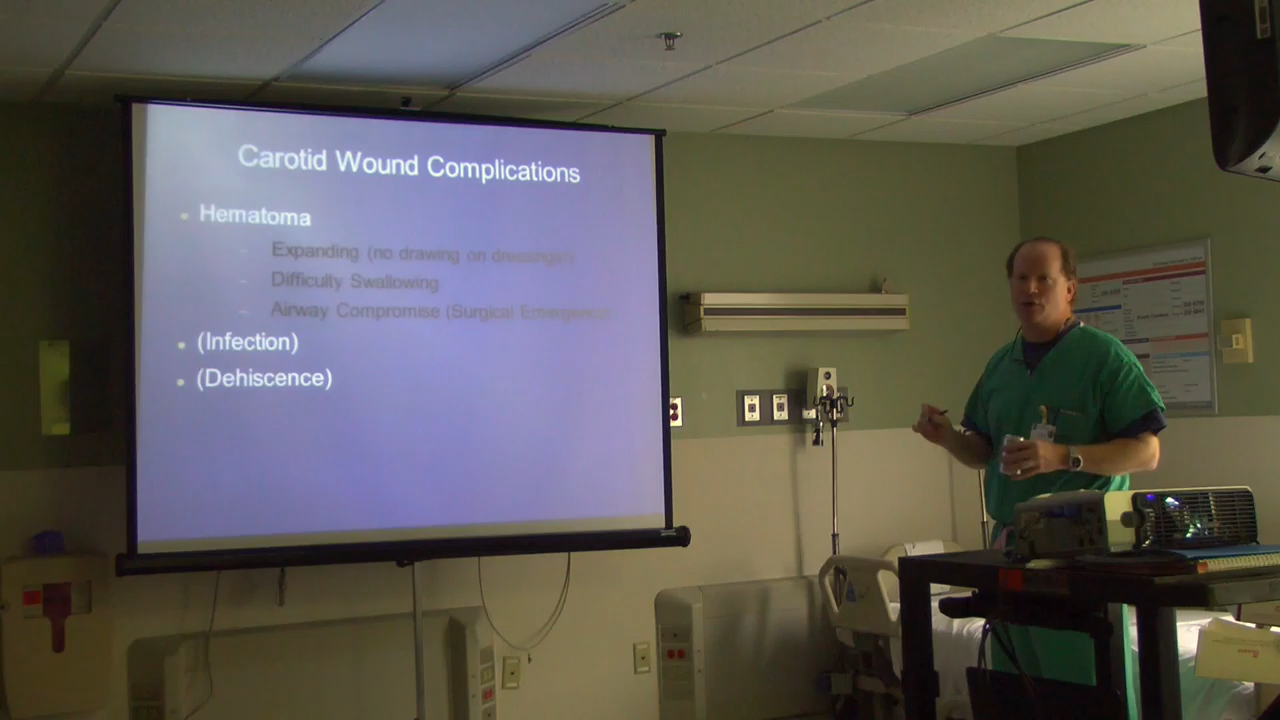 Carotid Wound Complications
• Hematoma
– Expanding (no drawing on dressings!)
– Difficulty Swallowing
– Airway Compromise (Surgical Emergency)
• (Infection)
• (Dehiscence)